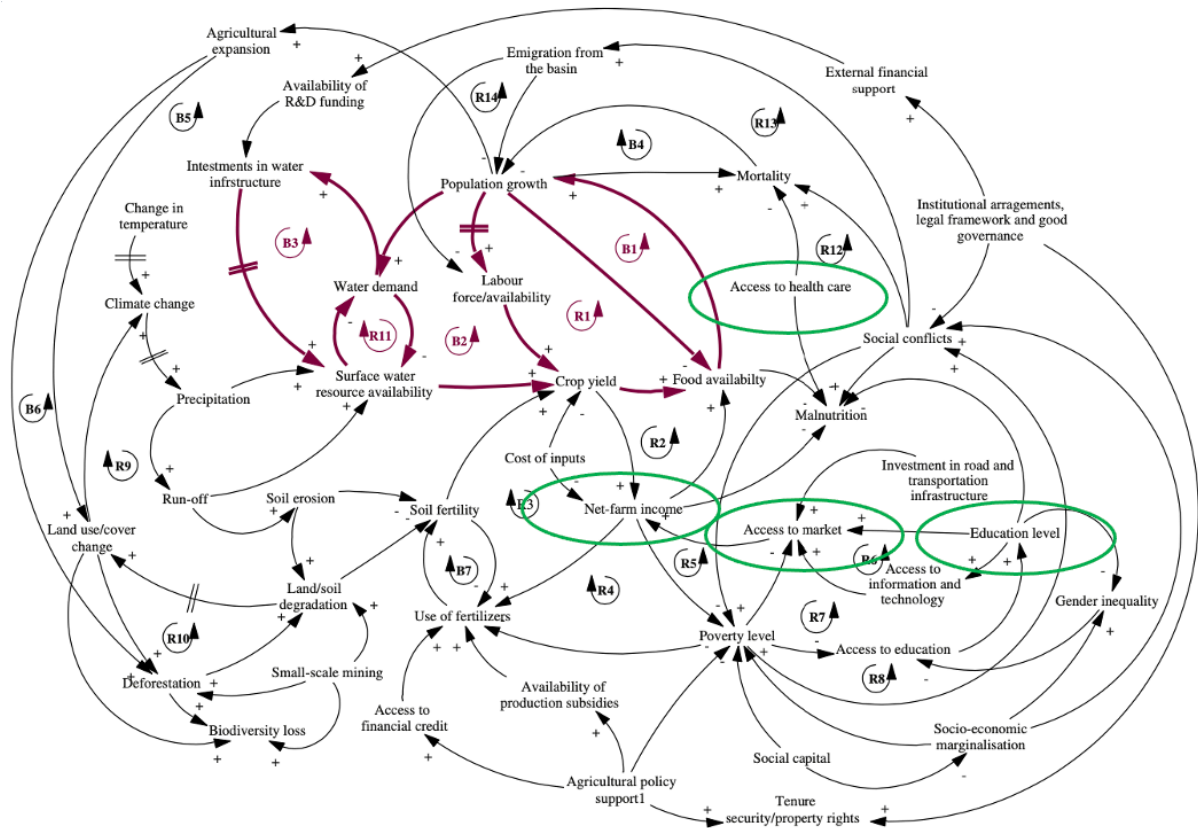 Agricultural
expansion
+
Emigration from
the basin
+
+
External financial
support
Availability of
R&D funding
R14
B5
+
R13
B4
Intestments in water
infrstructure
+
-
-
Population growth
+
Mortality
+
-
+
Institutional arragements,
legal framework and good
governance
Change in
temperature
B3
+
B1
R12
-
+
+
Labour
force/availability
Access to health care
Climate change
Water demand
R1
+
-
R11
B2
-
Social conflicts
+
+
+
-
+
-
Surface water
resource availability
+
+
Precipitation
+
Crop yield
+
Food availabilty
-
+
-
Malnutrition
-
+
B6
+
-
+
R2
R9
Cost of inputs
Investment in road and
transportation
infrastructure
+
Run-off
Soil erosion
+
-
+
R3
Net-farm income
+
+
Land use/cover
change
+
-
Soil fertility
-
+
Access to market
+
Education level
+
B7
R5
-
+
R6
Access to
information and
technology
+
+
-
Land/soil
degradation
+
+
-
+
R4
Gender inequality
+
R10
+
Use of fertilizers
+
+
-
+
Poverty level
-
-
+
R7
-
Access to education
R8
-
+
+
Deforestation
+
Small-scale mining
+
Biodiversity loss
+
+
Access to
financial credit
+
Availability of
production subsidies
+
Socio-economic
marginalisation
-
Social capital
Agricultural policy
support1
+
Tenure
security/property rights
+